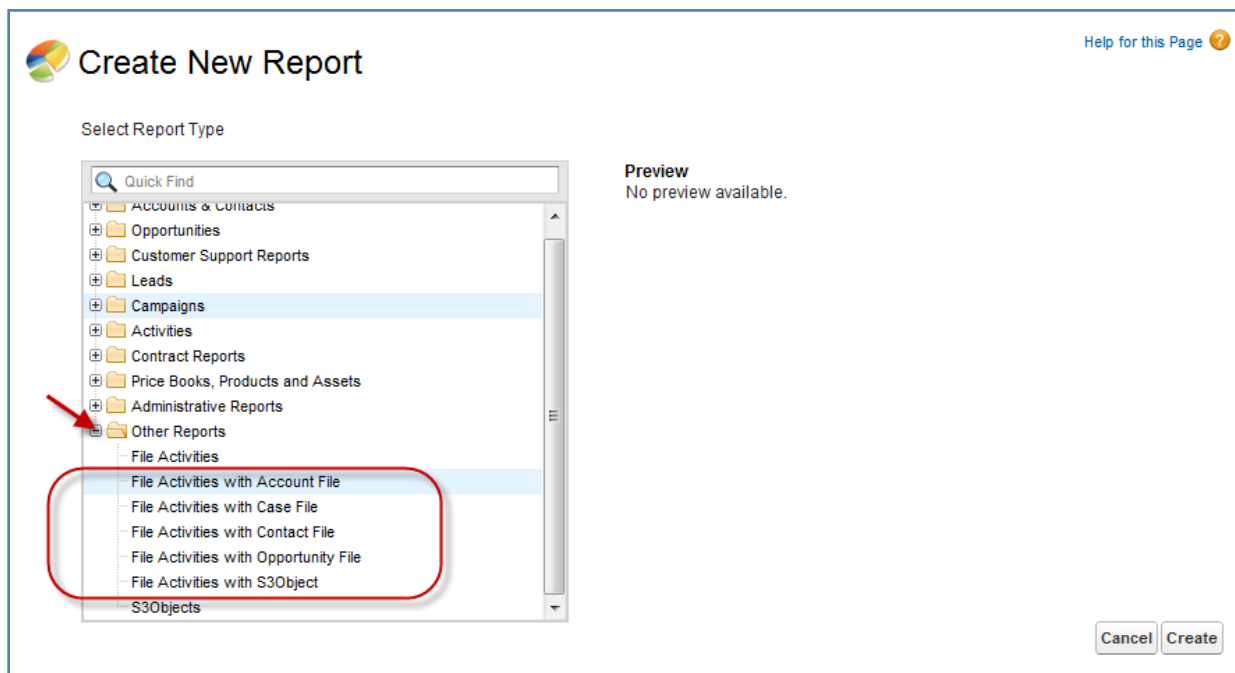 Help for this Page
Create New Report
Select Report Type
Quick Find
Preview
No preview available.
Accounts & Contacts
Opportunities
Customer Support Reports
Leads
Campaigns
Activities
Contract Reports
Price Books, Products and Assets
Administrative Reports
Other Reports
File Activities
File Activities with Account File
File Activities with Case File
File Activities with Contact File
File Activities with Opportunity File
File Activities with S3Object
S3Objects
Cancel Create